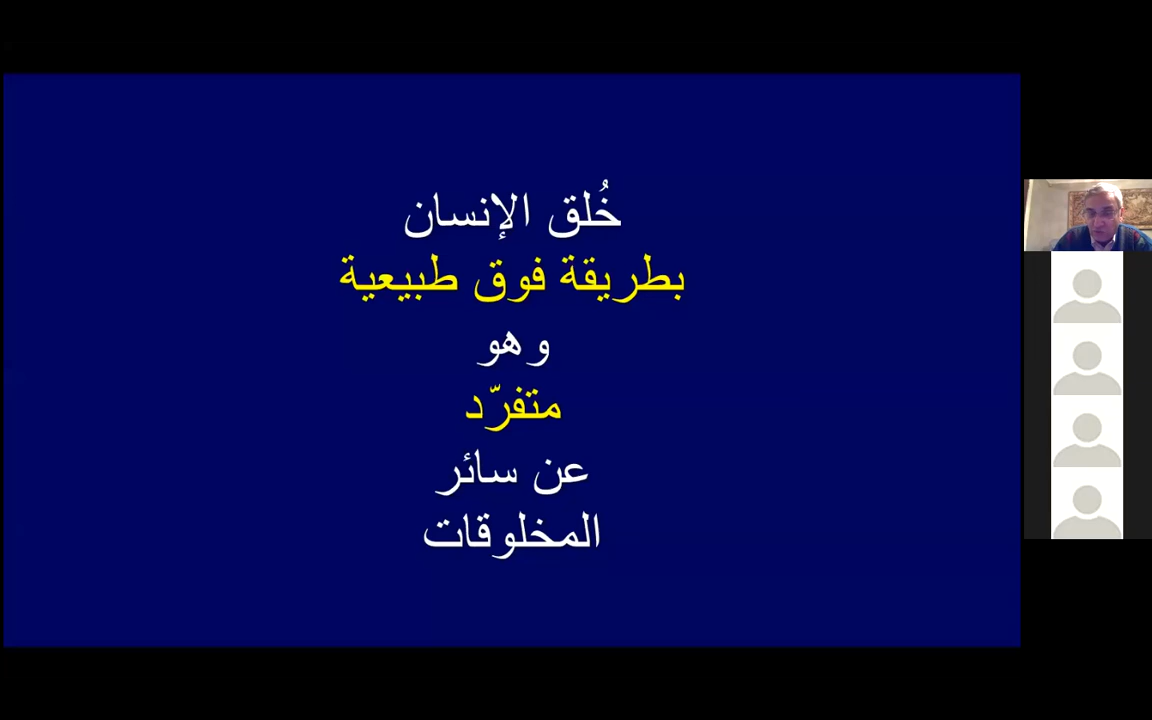 خُلق الإنسان
بطريقة فوق طبيعية
وهو
متفرّد
عن سائر
المخلوقات